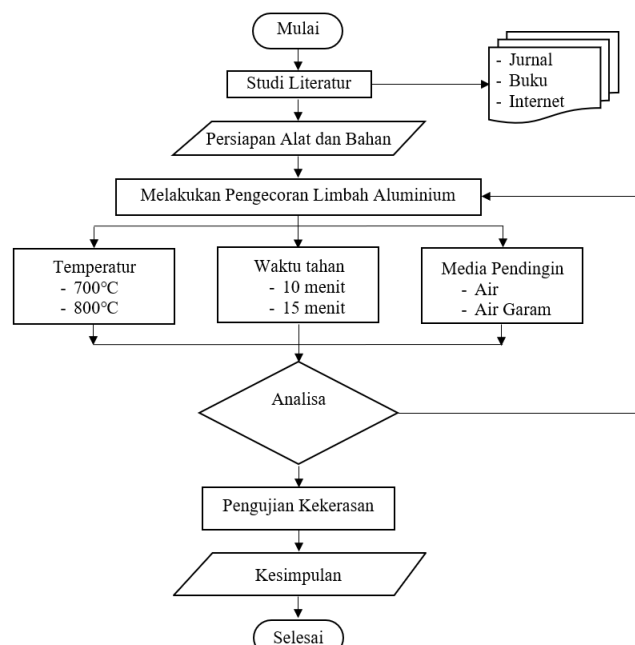 Mulai
Studi Literatur
- Jurnal
- Buku
- Internet
Persiapan Alat dan Bahan
Melakukan Pengecoran Limbah Aluminium
Temperatur
- 700°C
- 800°C
Waktu tahan
- 10 menit
- 15 menit
Media Pendingin
- Air
- Air Garam
Analisa
Pengujian Kekerasan
Kesimpulan
Selesai